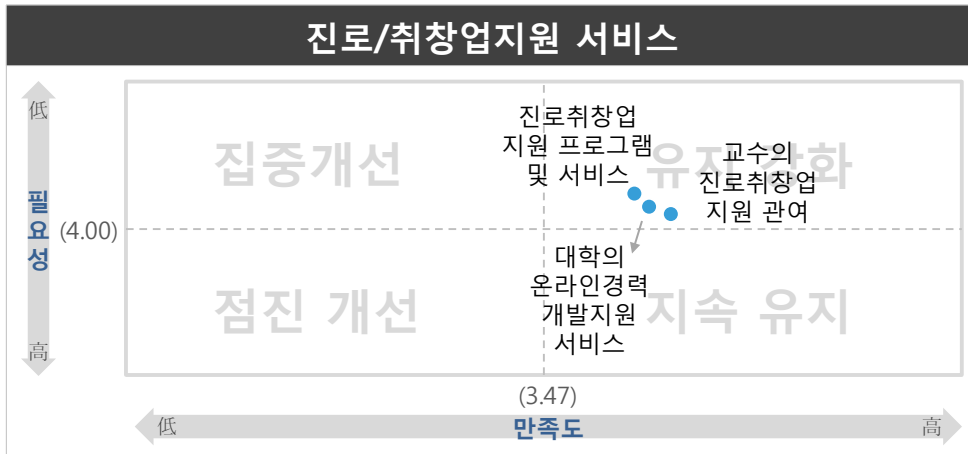 진로/취창업지원 서비스
低
필
요
성
高
(4.00)
집중개선
유지 강화
진로취창업
지원 프로그램
및 서비스
교수의
진로취창업
지원 관여
점진 개선
지속 유지
대학의
온라인경력
개발지원
서비스
(3.47)
低
만족도
高